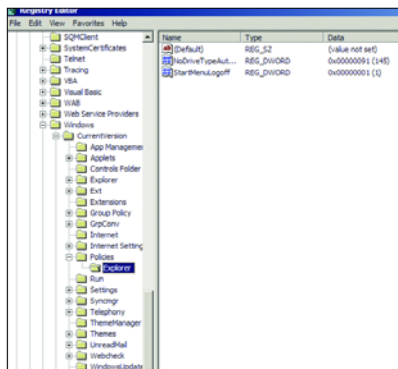 Registry Editor
File Edit View Favorites Help
SQMClient
SystemCertificates
Telnet
Tracing
VBA
Visual Basic
WAB
Web Service Providers
Windows
CurrentVersion
App Managemen
Applets
Controls Folder
Explorer
Ext
Extensions
Group Policy
GrpConv
Internet
Internet Setting
Policies
Explorer
Run
Settings
Syncmgr
Telephony
ThemeManager
Themes
UnreadMail
Webcheck
WindowsUpdate
Name Type Data
(Default) REG_SZ (value not set)
NoDriveTypeAut... REG_DWORD 0x00000091 (145)
StartMenuLogoff REG_DWORD 0x00000001 (1)